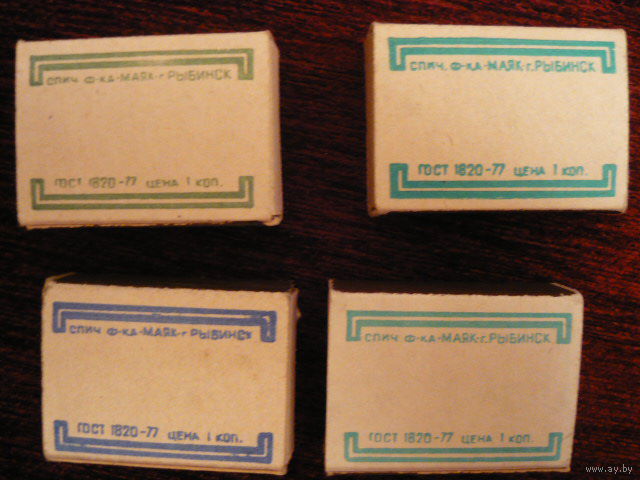 СПИЧ. Ф-КА-МАЯК-г.РЫБИНСК
ГОСТ 1820-77 ЦЕНА 1 КОП.
СПИЧ. Ф-КА-МАЯК-г.РЫБИНСК
ГОСТ 1820-77 ЦЕНА 1 КОП.
СПИЧ Ф-КА-МАЯК-г РЫБИНСК
ГОСТ 1820-77 ЦЕНА 1 КОП.
СПИЧ Ф-КА-МАЯК-г.РЫБИНСК
ГОСТ 1820-77 ЦЕНА 1 КОП.
www.ay.by